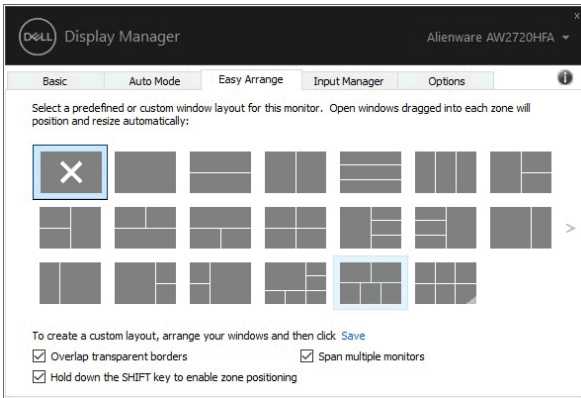 DELL Display Manager Alienware AW2720HFA
Basic Auto Mode Easy Arrange Input Manager Options
Select a predefined or custom window layout for this monitor. Open windows dragged into each zone will
position and resize automatically:
To create a custom layout, arrange your windows and then click Save
Overlap transparent borders Span multiple monitors
Hold down the SHIFT key to enable zone positioning